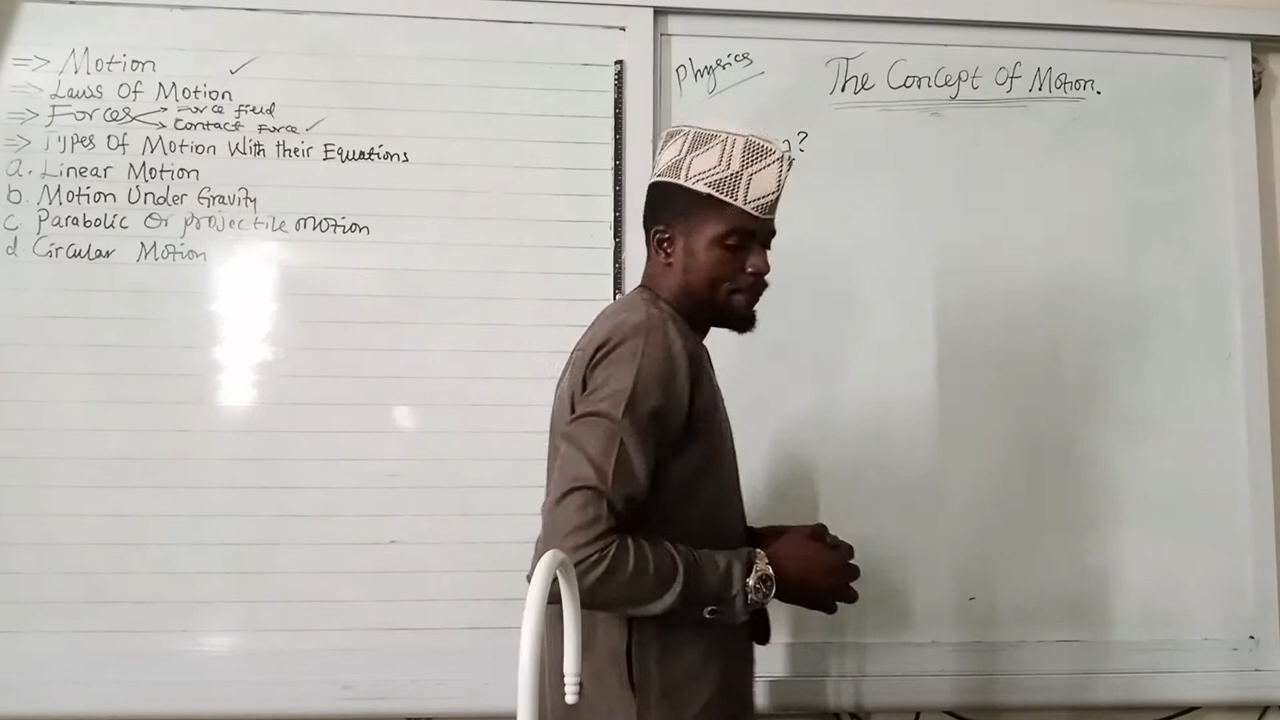 => Motion ✓
=> Laws Of Motion
=> Forces → Force field
→ Contact Force ✓
=> Types Of Motion With their Equations
a. Linear Motion
b. Motion Under Gravity
c. Parabolic Or projectile motion
d. Circular Motion
Physics
The Concept Of Motion.
?